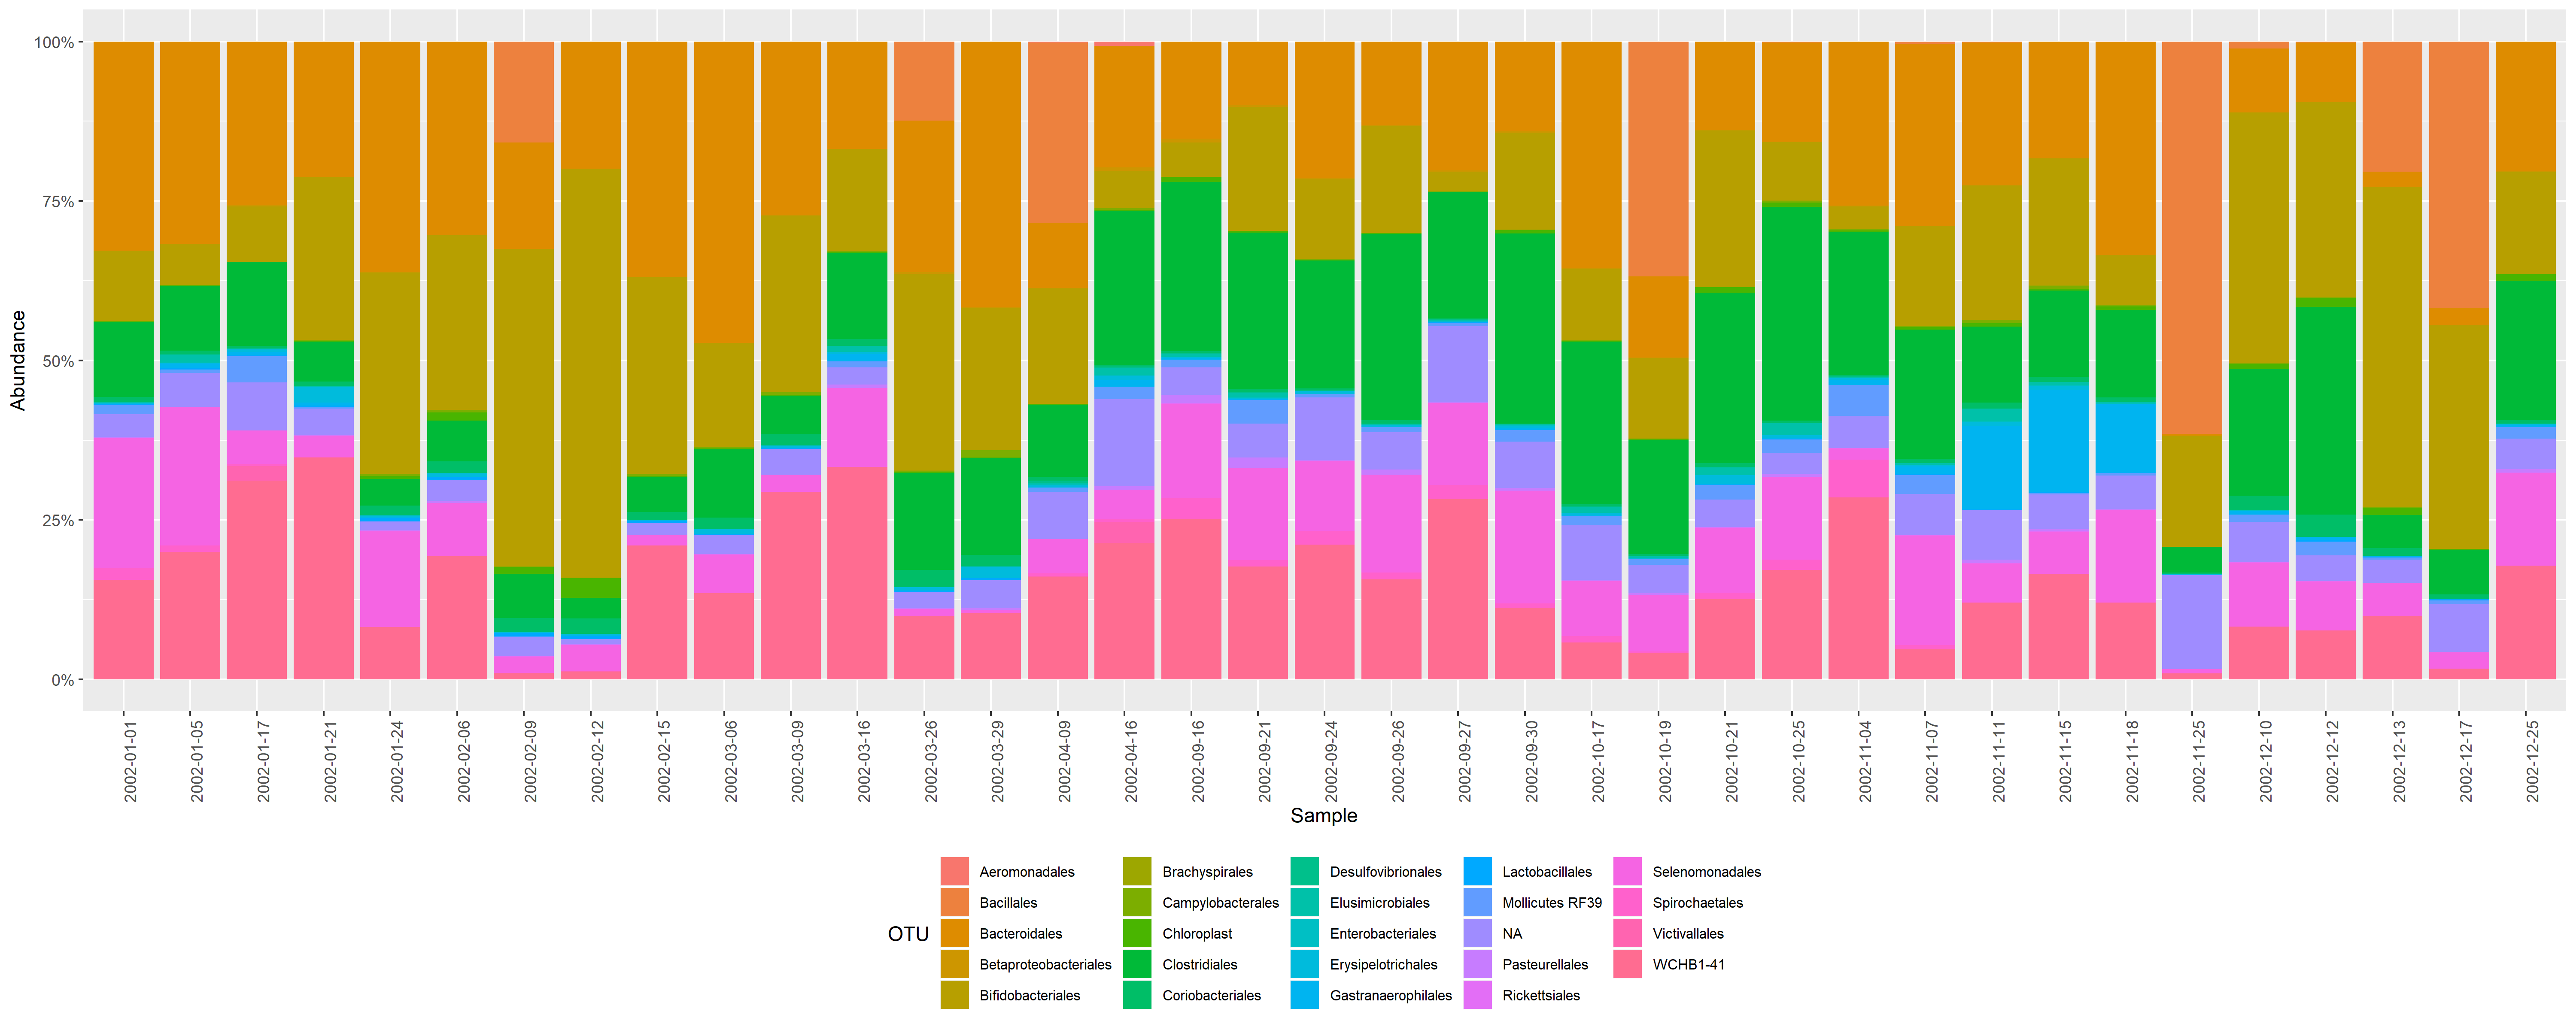 100%
75%
50%
25%
0%
Abundance
2002-01-01
2002-01-05
2002-01-17
2002-01-21
2002-01-24
2002-02-06
2002-02-09
2002-02-12
2002-02-15
2002-03-06
2002-03-09
2002-03-16
2002-03-26
2002-03-29
2002-04-09
2002-04-16
2002-09-16
2002-09-21
2002-09-24
2002-09-26
2002-09-27
2002-09-30
2002-10-17
2002-10-19
2002-10-21
2002-10-25
2002-11-04
2002-11-07
2002-11-11
2002-11-15
2002-11-18
2002-11-25
2002-12-10
2002-12-12
2002-12-13
2002-12-17
2002-12-25
Sample
OTU
Aeromonadales
Bacillales
Bacteroidales
Betaproteobacteriales
Bifidobacteriales
Brachyspirales
Campylobacterales
Chloroplast
Clostridiales
Coriobacteriales
Desulfovibrionales
Elusimicrobiales
Enterobacteriales
Erysipelotrichales
Gastranaerophilales
Lactobacillales
Mollicutes RF39
NA
Pasteurellales
Rickettsiales
Selenomonadales
Spirochaetales
Victivallales
WCHB1-41